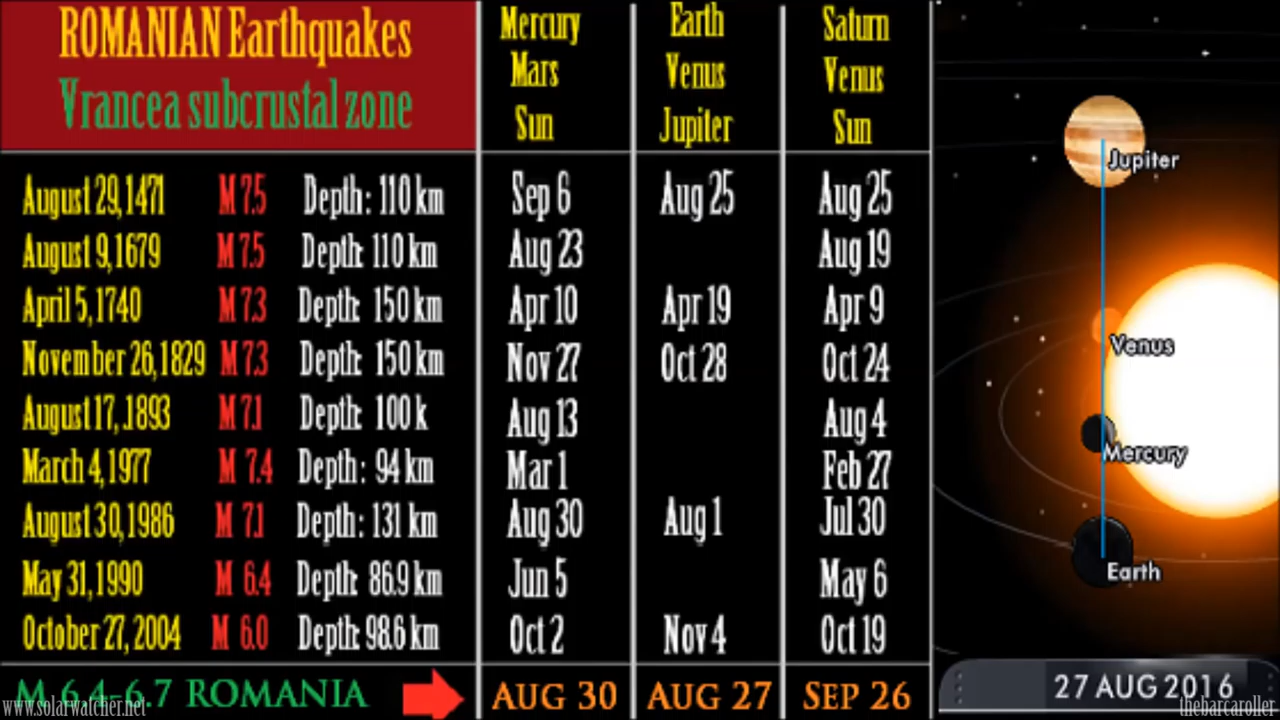 ROMANIAN Earthquakes
Vrancea subcrustal zone
Mercury
Mars
Sun
Earth
Venus
Jupiter
Saturn
Venus
Sun
August 29, 1471 M 7.5 Depth: 110 km Sep 6 Aug 25 Aug 25
August 9, 1679 M 7.5 Depth: 110 km Aug 23 Aug 19
April 5, 1740 M 7.3 Depth: 150 km Apr 10 Apr 19 Apr 9
November 26, 1829 M 7.3 Depth: 150 km Nov 27 Oct 28 Oct 24
August 17, .1893 M 7.1 Depth: 100 k Aug 13 Aug 4
March 4, 1977 M 7.4 Depth: 94 km Mar 1 Feb 27
August 30, 1986 M 7.1 Depth: 131 km Aug 30 Aug 1 Jul 30
May 31, 1990 M 6.4 Depth: 86.9 km Jun 5 May 6
October 27, 2004 M 6.0 Depth: 98.6 km Oct 2 Nov 4 Oct 19
M 6.4-6.7 ROMANIA AUG 30 AUG 27 SEP 26
www.solarwatcher.net
Jupiter
Venus
Mercury
Earth
27 AUG 2016
thebarcaroller